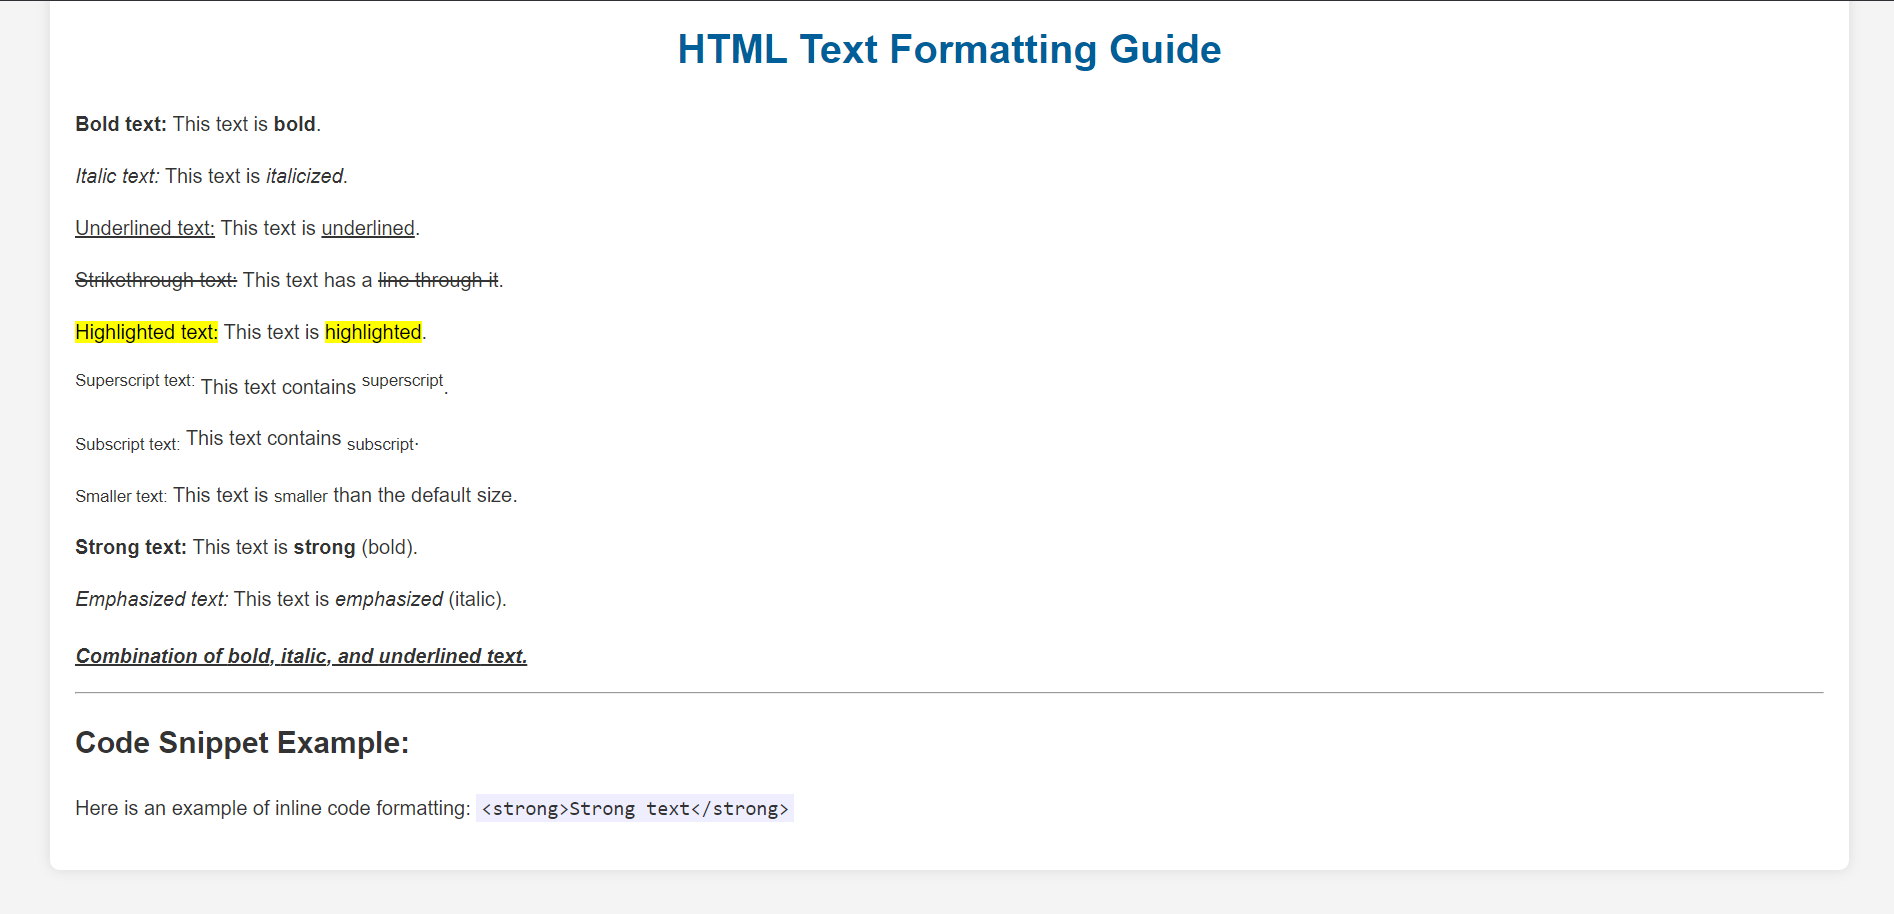 HTML Text Formatting Guide
Bold text: This text is bold.
Italic text: This text is italicized.
Underlined text: This text is underlined.
Strikethrough text: This text has a line through it.
Highlighted text: This text is highlighted.
Superscript text: This text contains superscript.
Subscript text: This text contains subscript.
Smaller text: This text is smaller than the default size.
Strong text: This text is strong (bold).
Emphasized text: This text is emphasized (italic).
Combination of bold, italic, and underlined text.
Code Snippet Example:
Here is an example of inline code formatting: <strong>Strong text</strong>